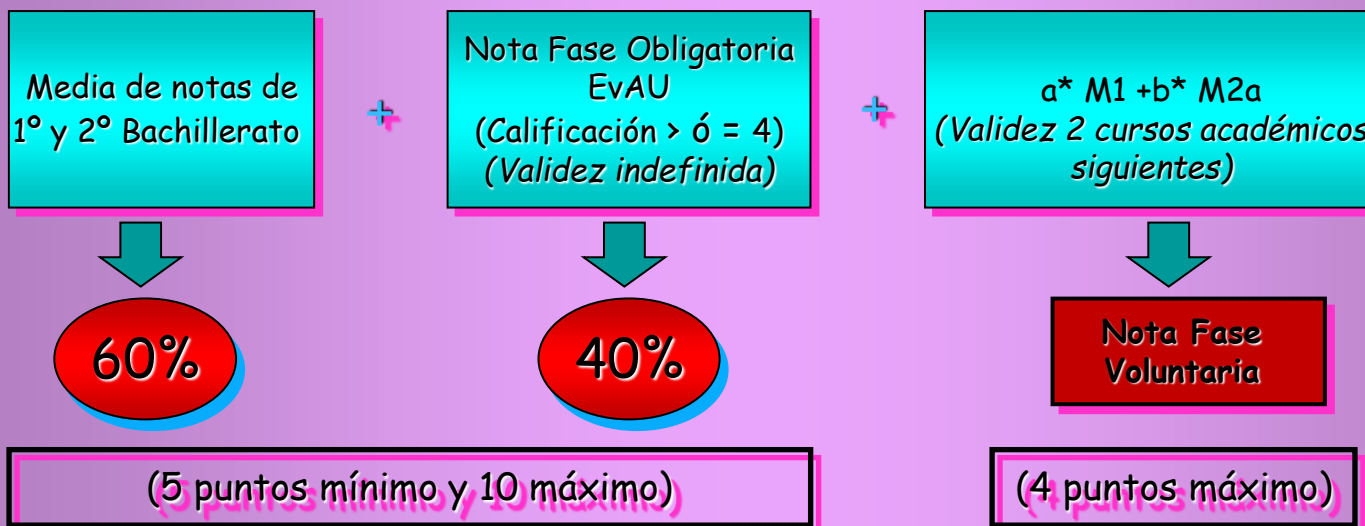 Media de notas de
1º y 2º Bachillerato
+
Nota Fase Obligatoria
EvAU
(Calificación > ó = 4)
(Validez indefinida)
+
a* M1 +b* M2a
(Validez 2 cursos académicos
siguientes)
60%
40%
Nota Fase
Voluntaria
(5 puntos mínimo y 10 máximo)
(4 puntos máximo)